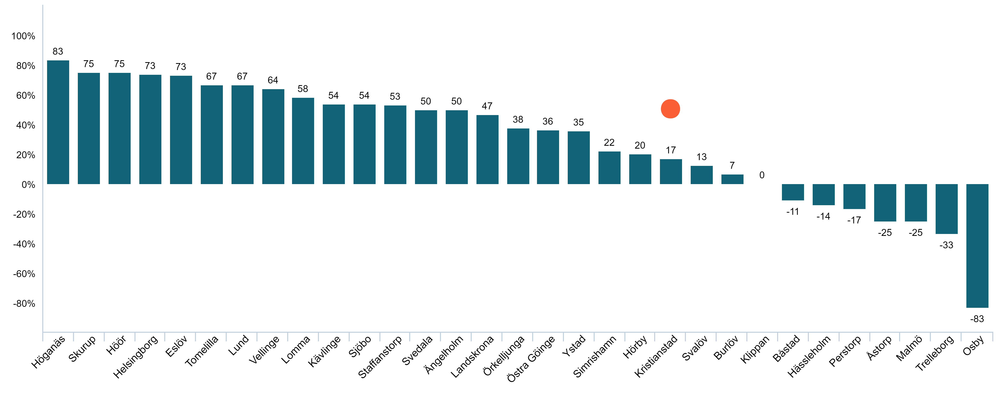 100%
80%
60%
40%
20%
0%
-20%
-40%
-60%
-80%
83
75
75
73
73
67
67
64
58
54
54
53
50
50
47
38
36
35
22
20
17
13
7
0
-11
-14
-17
-25
-25
-33
-83
Höganäs
Skurup
Höör
Helsingborg
Eslöv
Tomelilla
Lund
Vellinge
Lomma
Kävlinge
Sjöbo
Staffanstorp
Svedala
Ängelholm
Landskrona
Örkelljunga
Östra Göinge
Ystad
Simrishamn
Hörby
Kristianstad
Svalöv
Burlöv
Klippan
Båstad
Hässleholm
Perstorp
Åstorp
Malmö
Trelleborg
Osby